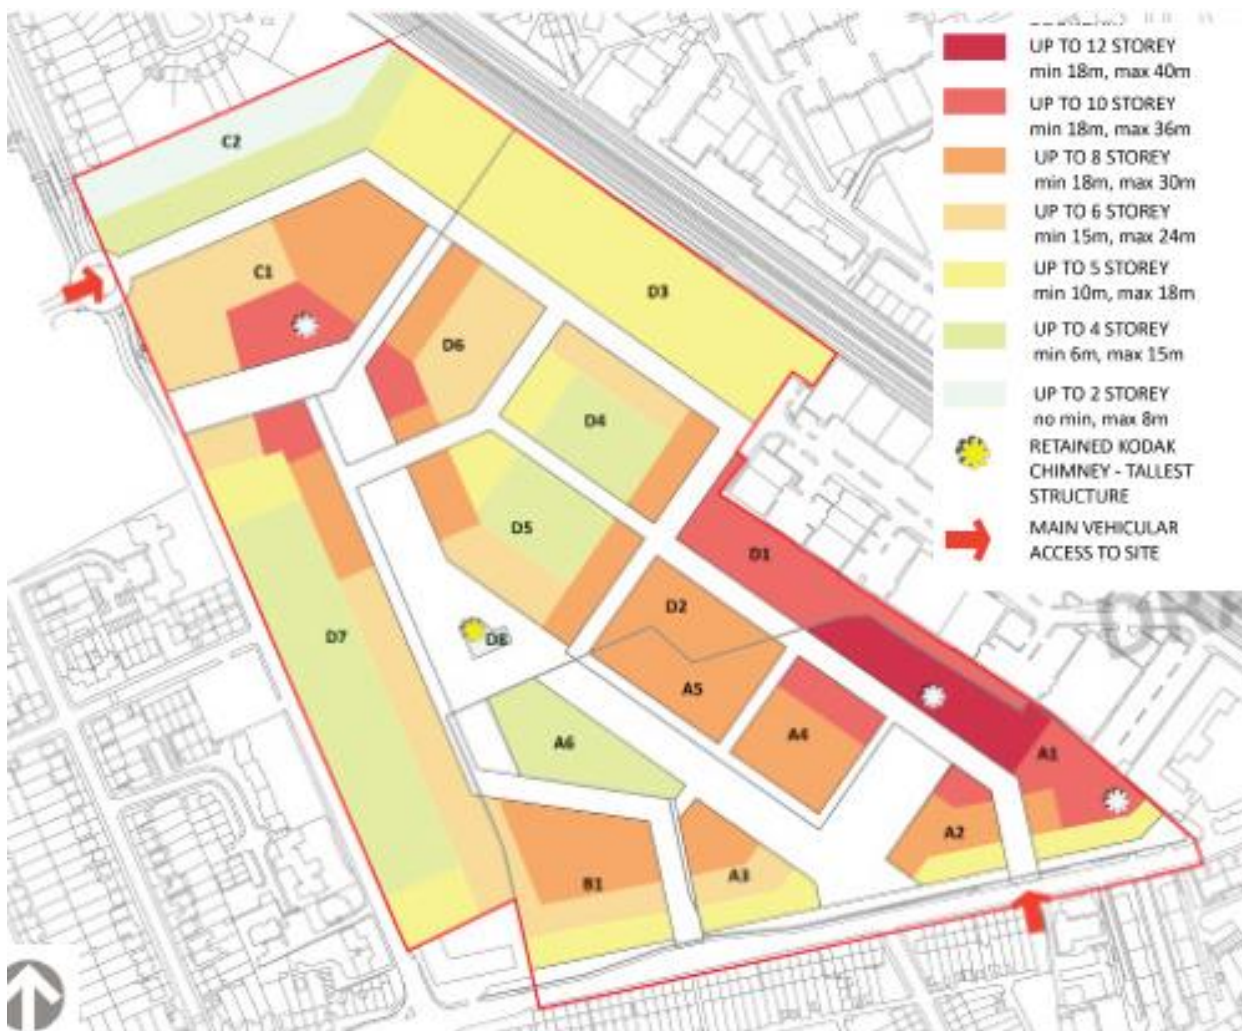 UP TO 12 STOREY
min 18m, max 40m
UP TO 10 STOREY
min 18m, max 36m
UP TO 8 STOREY
min 18m, max 30m
UP TO 6 STOREY
min 15m, max 24m
UP TO 5 STOREY
min 10m, max 18m
UP TO 4 STOREY
min 6m, max 15m
UP TO 2 STOREY
no min, max 8m
RETAINED KODAK
CHIMNEY - TALLEST
STRUCTURE
MAIN VEHICULAR
ACCESS TO SITE
C2
C1
D3
D6
D4
D5
D1
D2
D7
D8
A5
A4
A6
A1
A2
A3
B1